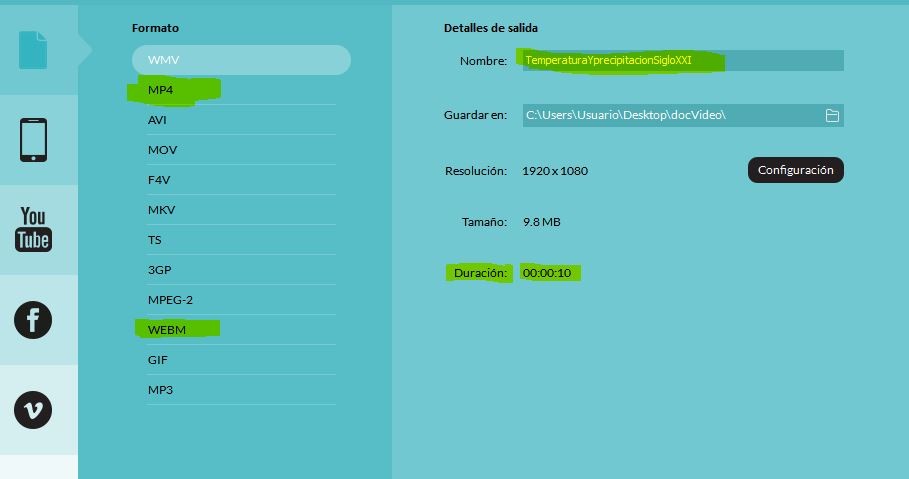 You
Tube
Formato
WMV
MP4
AVI
MOV
F4V
MKV
TS
3GP
MPEG-2
WEBM
GIF
MP3
Detalles de salida
Nombre: TemperaturaYprecipitacionSigloXXI
Guardar en: C:\Users\Usuario\Desktop\docVideo\
Resolución: 1920 x 1080 Configuración
Tamaño: 9.8 MB
Duración: 00:00:10